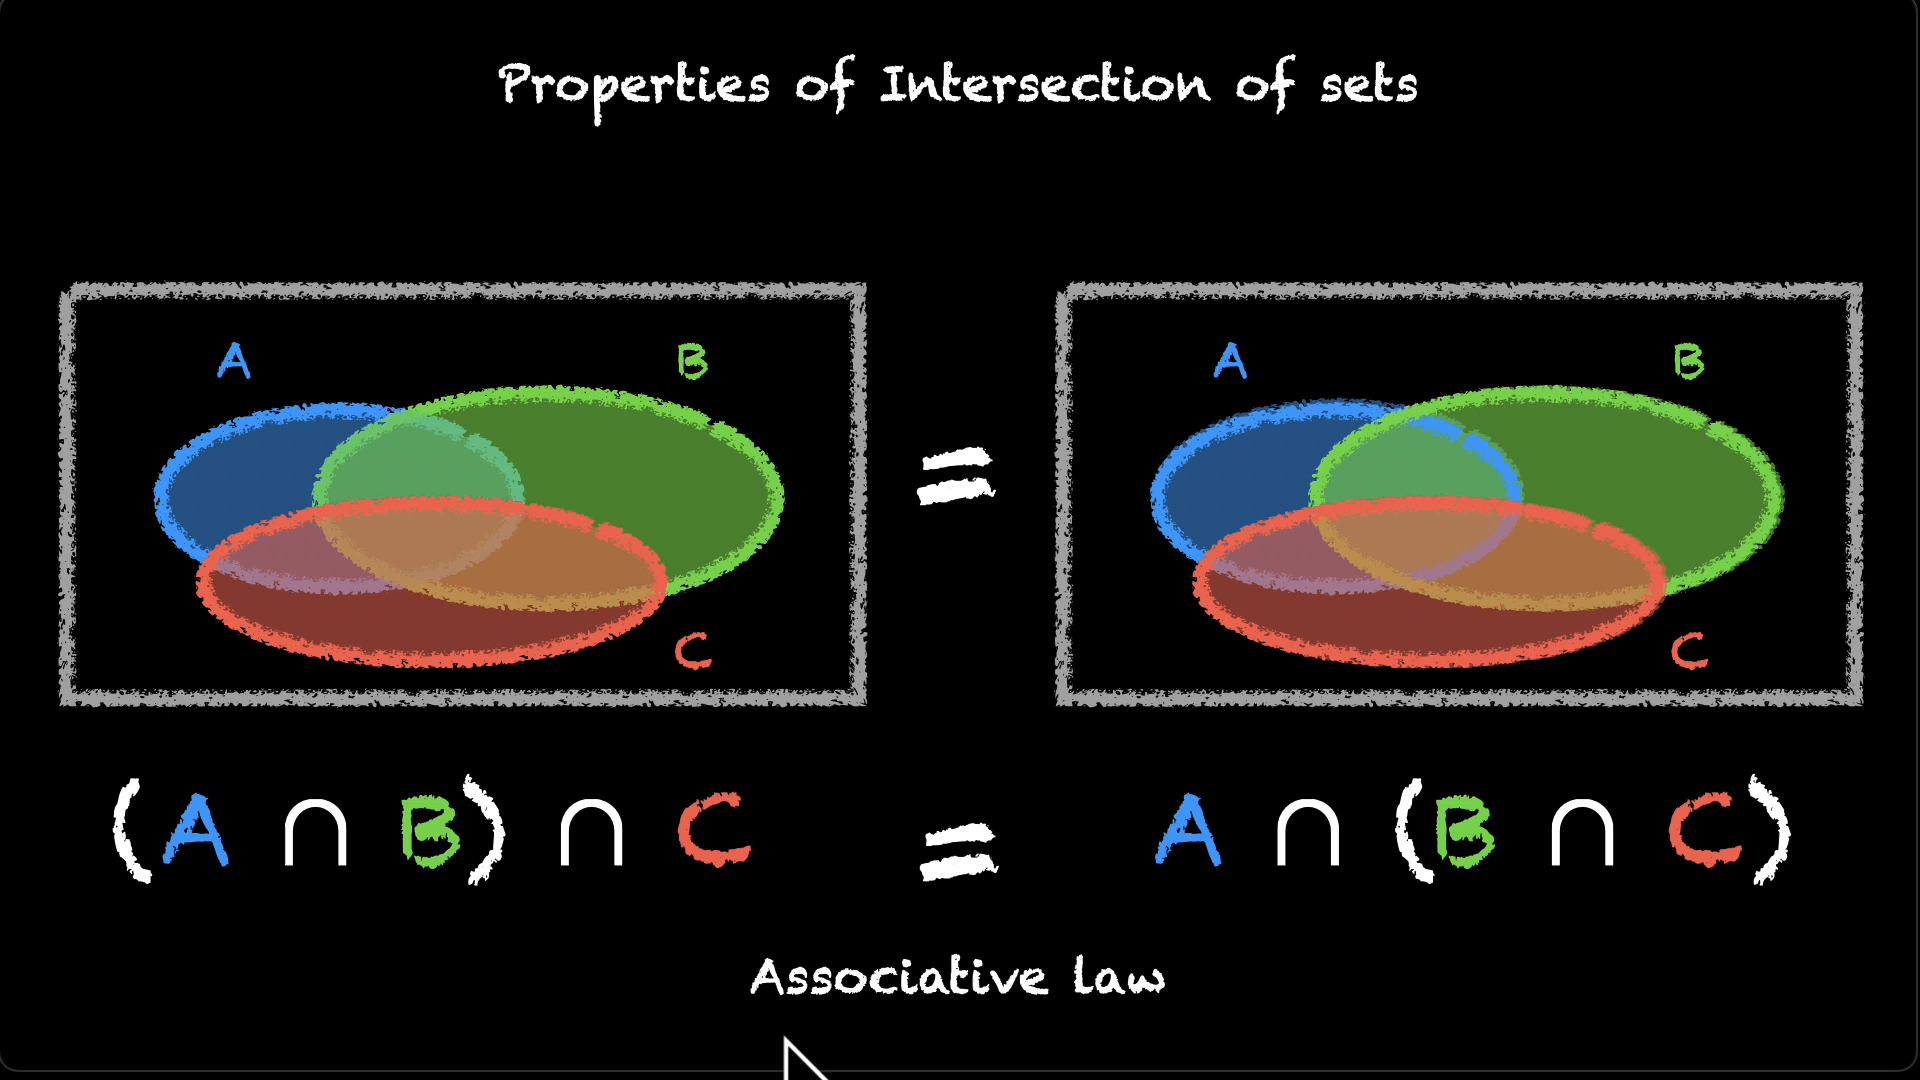 Properties of Intersection of sets
A B = A B
C C
(A ∩ B) ∩ C = A ∩ (B ∩ C)
Associative law